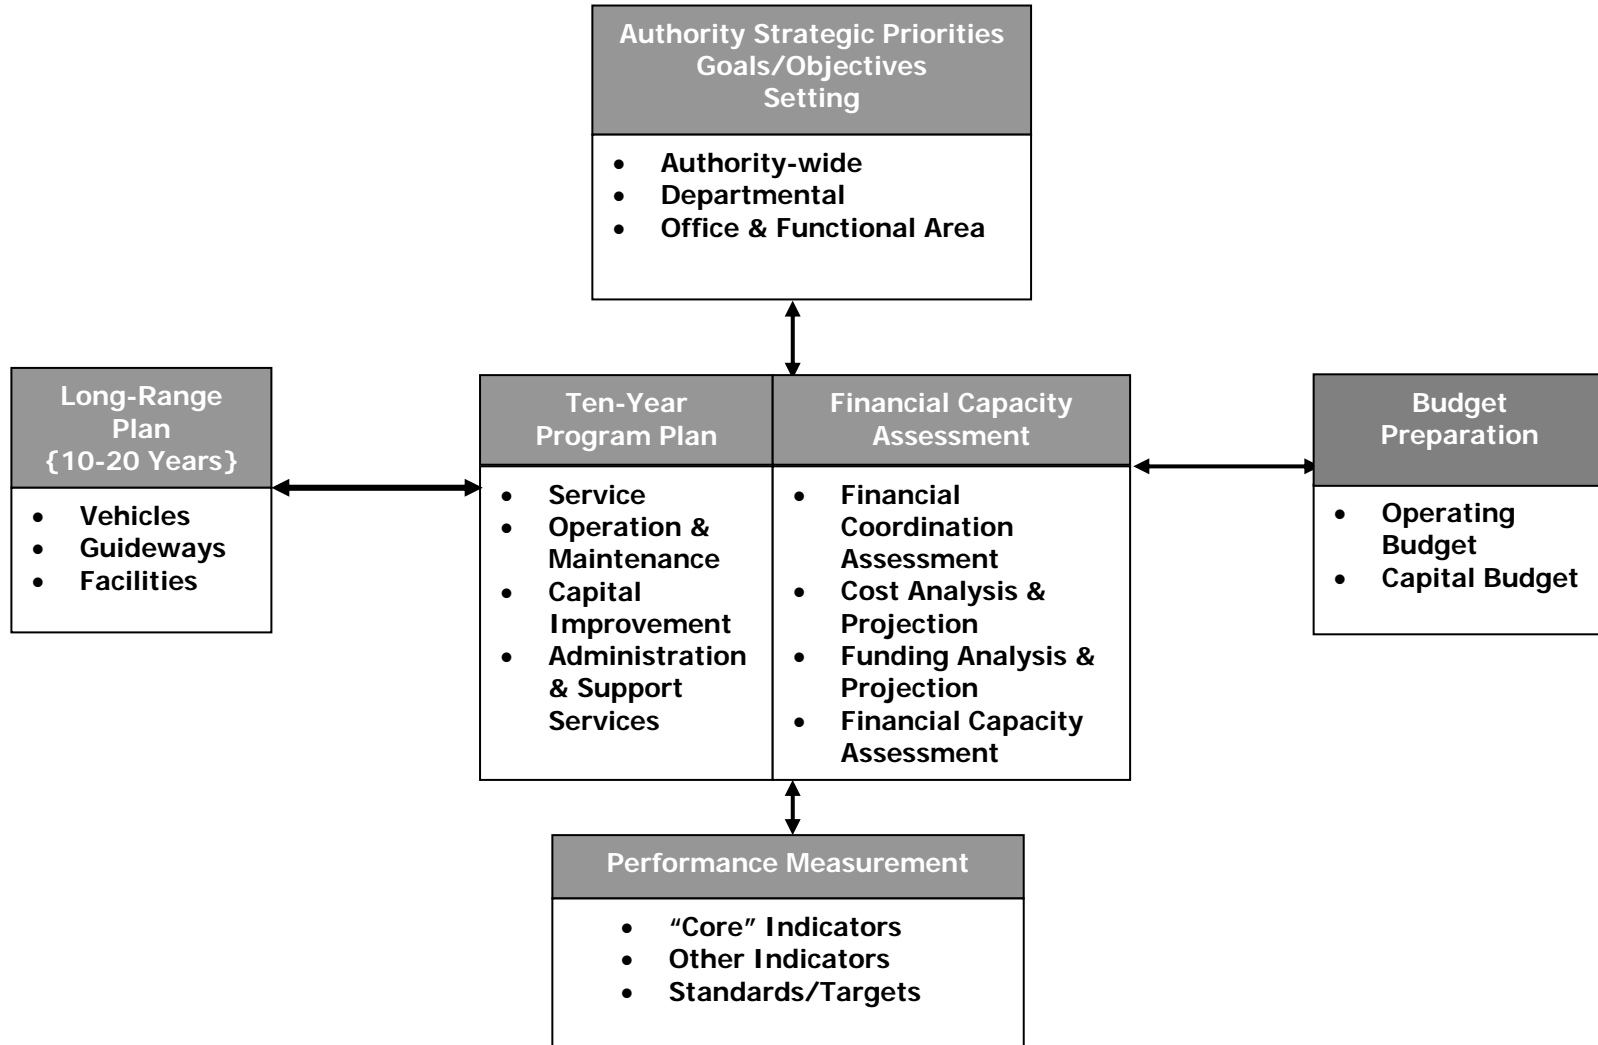 Authority Strategic Priorities
Goals/Objectives
Setting
• Authority-wide
• Departmental
• Office & Functional Area
Long-Range
Plan
{10-20 Years}
• Vehicles
• Guideways
• Facilities
Ten-Year
Program Plan
• Service
• Operation &
Maintenance
• Capital
Improvement
• Administration
& Support
Services
Financial Capacity
Assessment
• Financial
Coordination
Assessment
• Cost Analysis &
Projection
• Funding Analysis &
Projection
• Financial Capacity
Assessment
Budget
Preparation
• Operating
Budget
• Capital Budget
Performance Measurement
• “Core” Indicators
• Other Indicators
• Standards/Targets